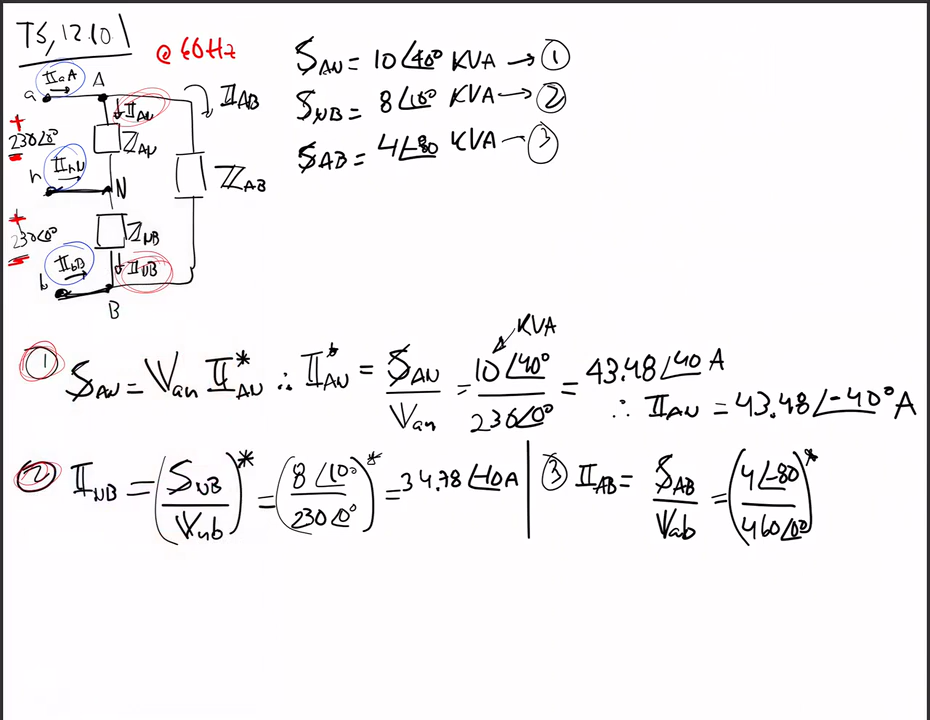 TS, 12.10.1
@ 60Hz
S_AN = 10∠40° KVA → ①
S_NB = 8∠10° KVA → ②
S_AB = 4∠-80 KVA — ③
a I_aA A
I_AN I_AB
230∠0° Z_AN
n I_nN N Z_AB
230∠0° Z_NB
b I_bB I_NB
B
KVA
① S_AN = V_an I*_AN ∴ I*_AN = S_AN / V_an = 10∠40° / 230∠0° = 43.48∠40 A
∴ I_AN = 43.48∠-40° A
② I_NB = (S_NB / V_nb)* = (8∠10° / 230∠0°)* = 34.78∠-10 A
③ I_AB = S_AB / V_ab = (4∠-80 / 460∠0°)*